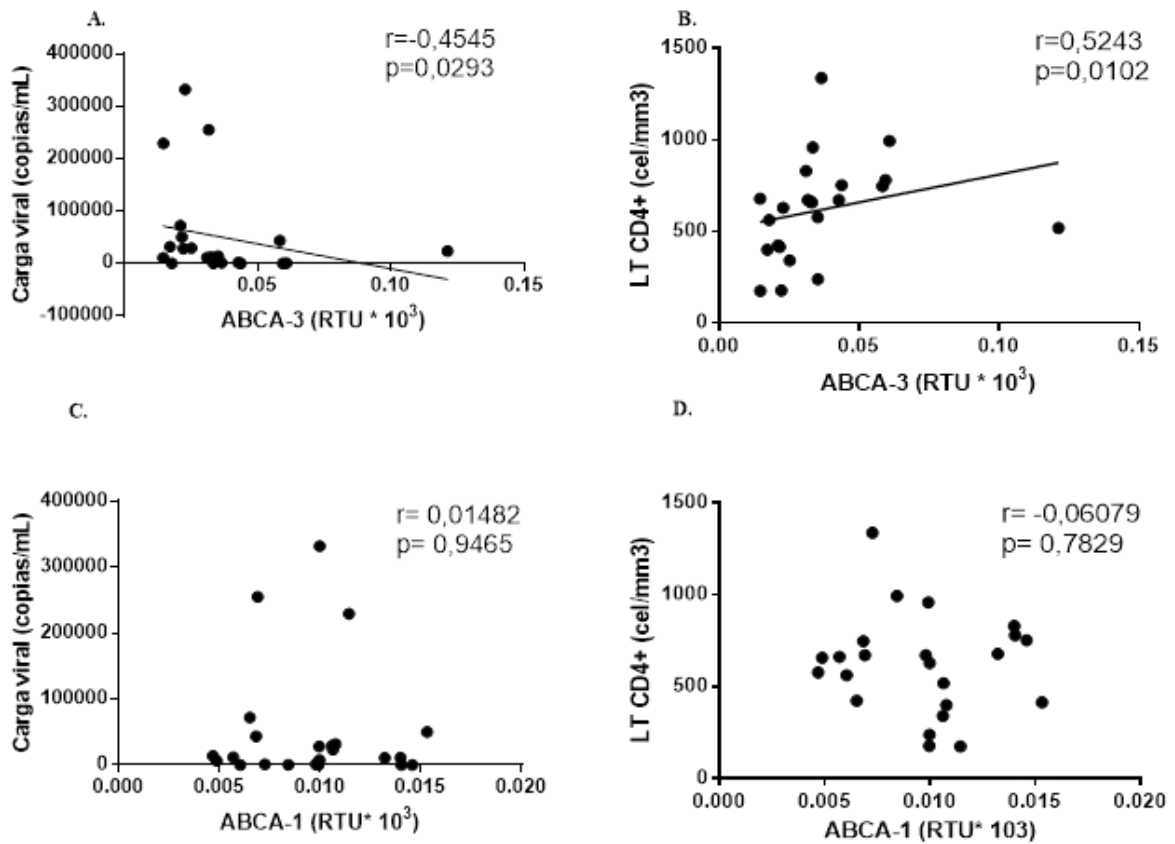 A.
r=-0,4545
p=0,0293
400000
300000
200000
100000
0
-100000
0.05
0.10
0.15
Carga viral (copias/mL)
ABCA-3 (RTU * 10³)
B.
r=0,5243
p=0,0102
1500
1000
500
0
0.00
0.05
0.10
0.15
LT CD4+ (cel/mm3)
ABCA-3 (RTU * 10³)
C.
r= 0,01482
p= 0,9465
400000
300000
200000
100000
0
0.000
0.005
0.010
0.015
0.020
Carga viral (copias/mL)
ABCA-1 (RTU* 10³)
D.
r= -0,06079
p= 0,7829
1500
1000
500
0
0.000
0.005
0.010
0.015
0.020
LT CD4+ (cel/mm3)
ABCA-1 (RTU* 103)